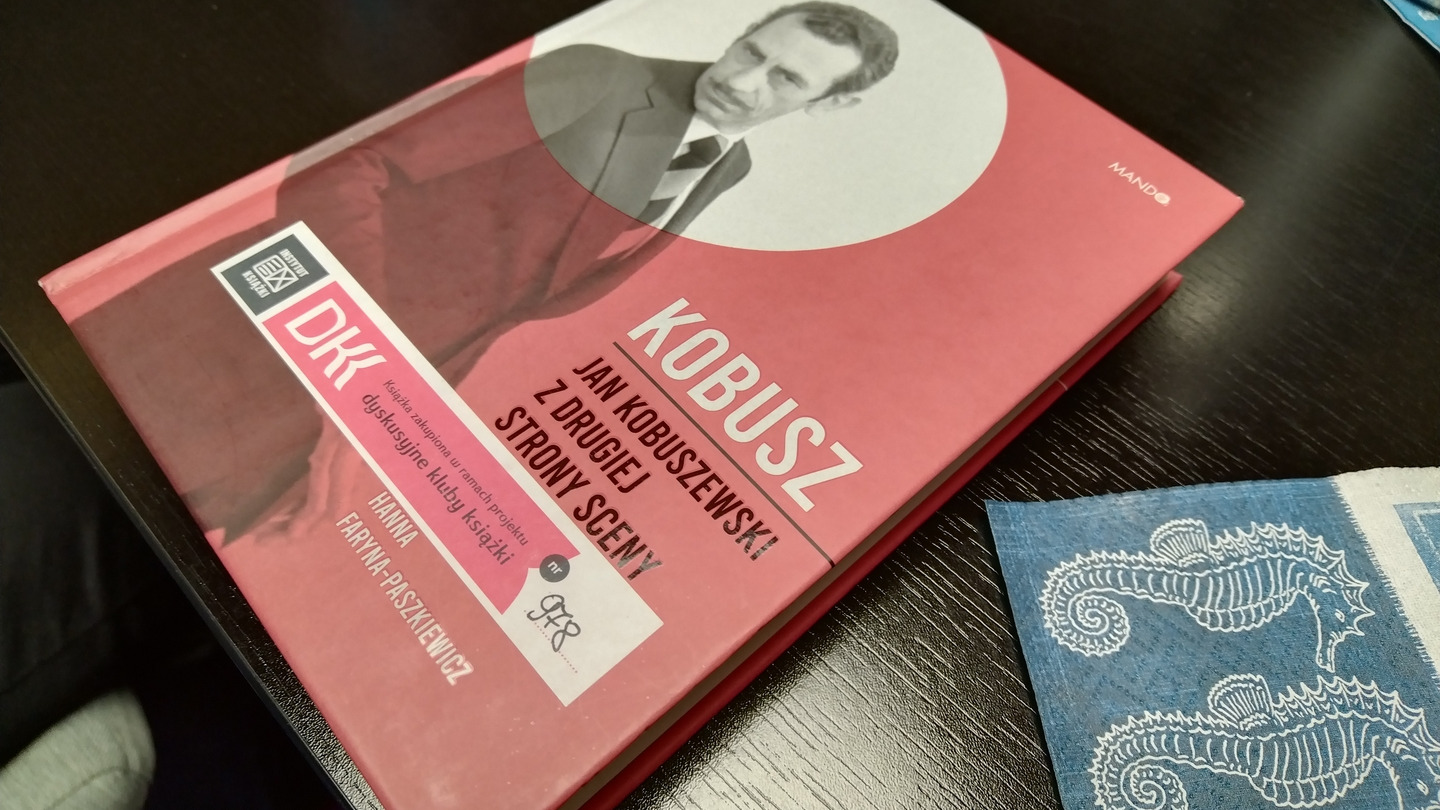 MANDO
KOBUSZ
JAN KOBUSZEWSKI
Z DRUGIEJ
STRONY SCENY
HANNA
FARYNA-PASZKIEWICZ
INSTYTUT
KSIĄŻKI
DKK
Książka zakupiona w ramach projektu
dyskusyjne kluby książki
nr
978